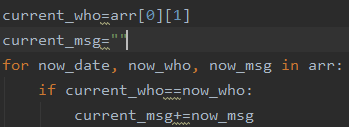 current_who=arr[0][1]
current_msg=""
for now_date, now_who, now_msg in arr:
    if current_who==now_who:
        current_msg+=now_msg